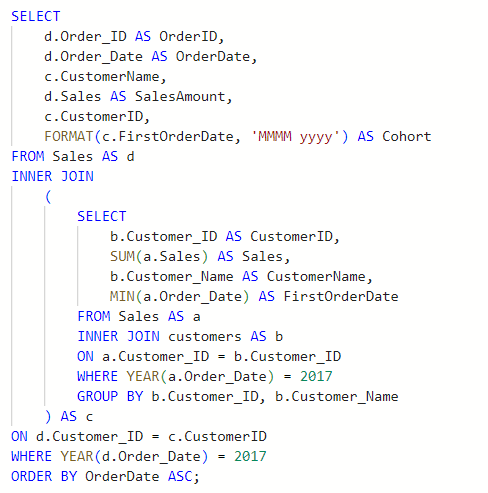 SELECT
    d.Order_ID AS OrderID,
    d.Order_Date AS OrderDate,
    c.CustomerName,
    d.Sales AS SalesAmount,
    c.CustomerID,
    FORMAT(c.FirstOrderDate, 'MMMM yyyy') AS Cohort
FROM Sales AS d
INNER JOIN
    (
        SELECT
            b.Customer_ID AS CustomerID,
            SUM(a.Sales) AS Sales,
            b.Customer_Name AS CustomerName,
            MIN(a.Order_Date) AS FirstOrderDate
        FROM Sales AS a
        INNER JOIN customers AS b
        ON a.Customer_ID = b.Customer_ID
        WHERE YEAR(a.Order_Date) = 2017
        GROUP BY b.Customer_ID, b.Customer_Name
    ) AS c
ON d.Customer_ID = c.CustomerID
WHERE YEAR(d.Order_Date) = 2017
ORDER BY OrderDate ASC;